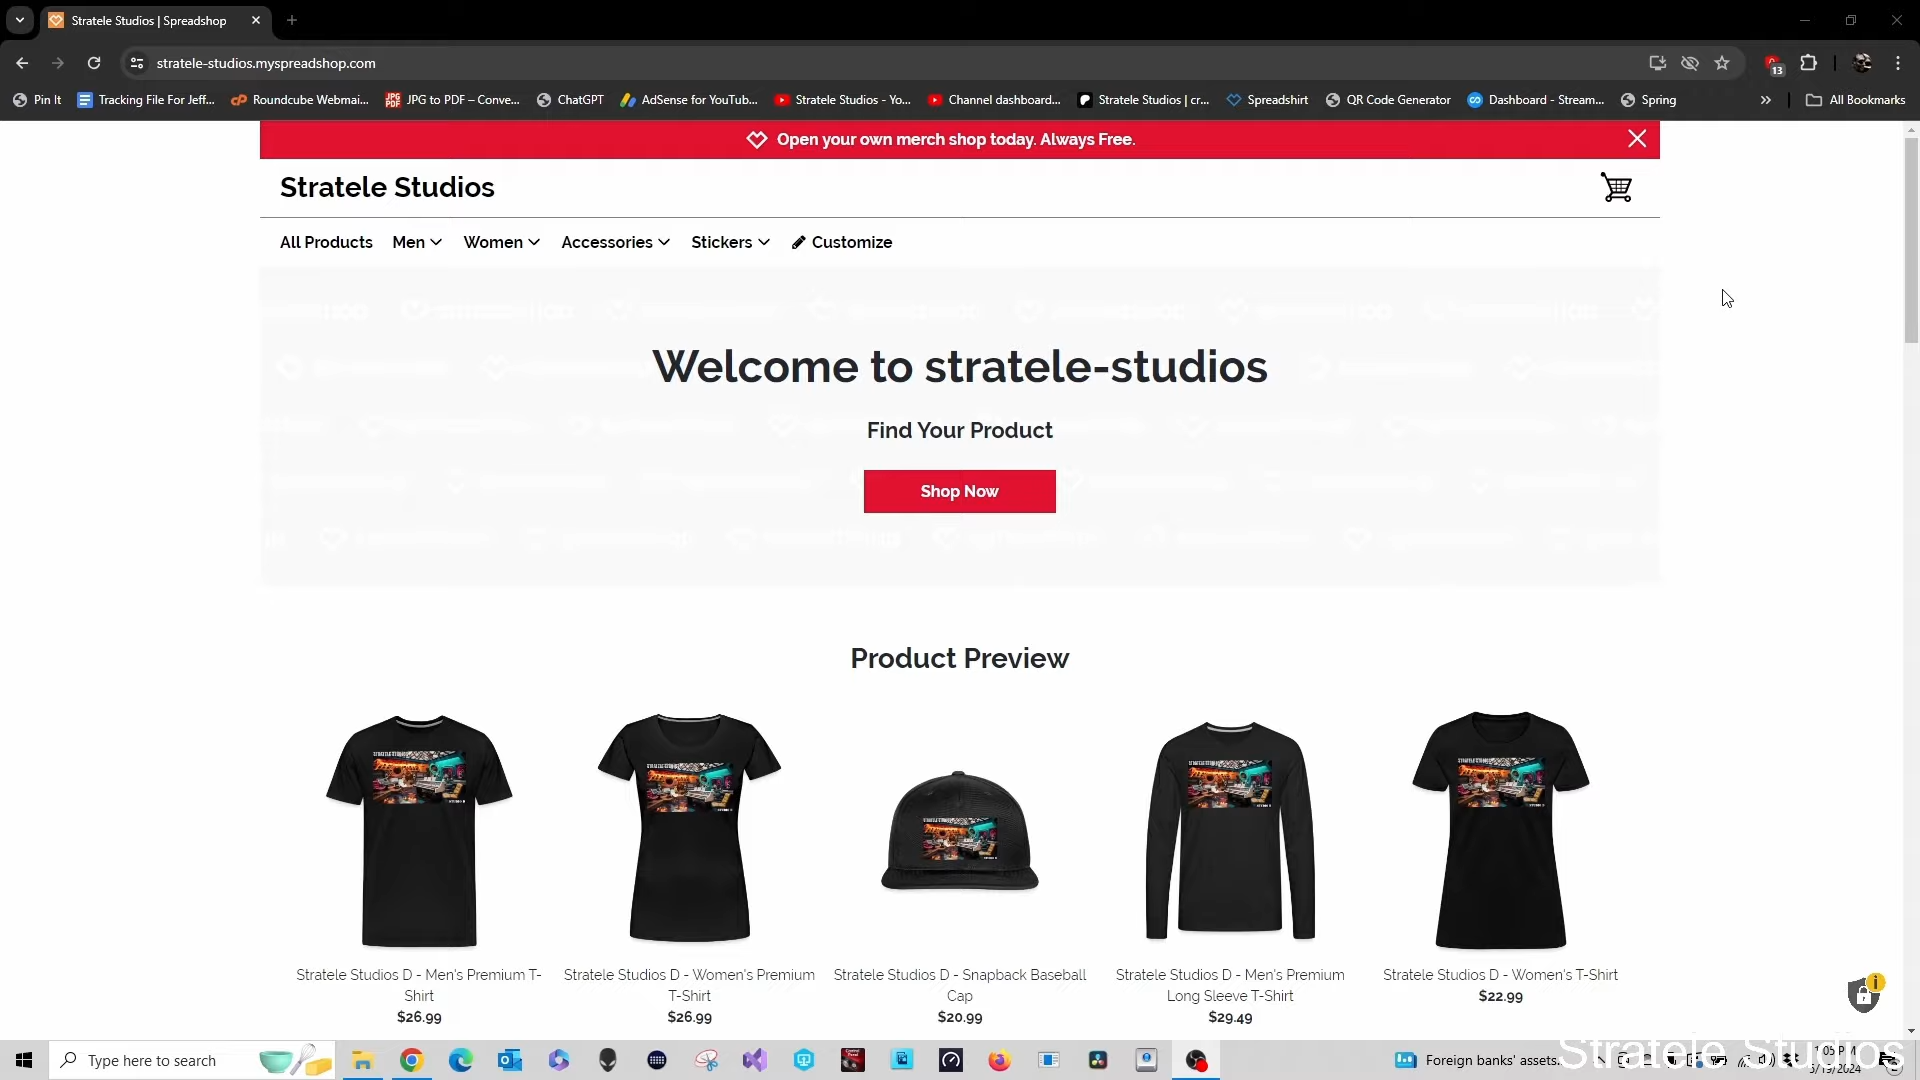 Stratele Studios | Spreadshop
stratele-studios.myspreadshop.com
13
Pin It
Tracking File For Jeff...
Roundcube Webmai...
JPG to PDF – Conve...
ChatGPT
AdSense for YouTub...
Stratele Studios - Yo...
Channel dashboard...
Stratele Studios | cr...
Spreadshirt
QR Code Generator
Dashboard - Stream...
Spring
All Bookmarks
Open your own merch shop today. Always Free.
Stratele Studios
All Products Men Women Accessories Stickers Customize
Welcome to stratele-studios
Find Your Product
Shop Now
Product Preview
Stratele Studios D - Men's Premium T-
Shirt
$26.99
Stratele Studios D - Women's Premium
T-Shirt
$26.99
Stratele Studios D - Snapback Baseball
Cap
$20.99
Stratele Studios D - Men's Premium
Long Sleeve T-Shirt
$29.49
Stratele Studios D - Women's T-Shirt
$22.99
Type here to search
Foreign banks' assets...
Stratele Studios